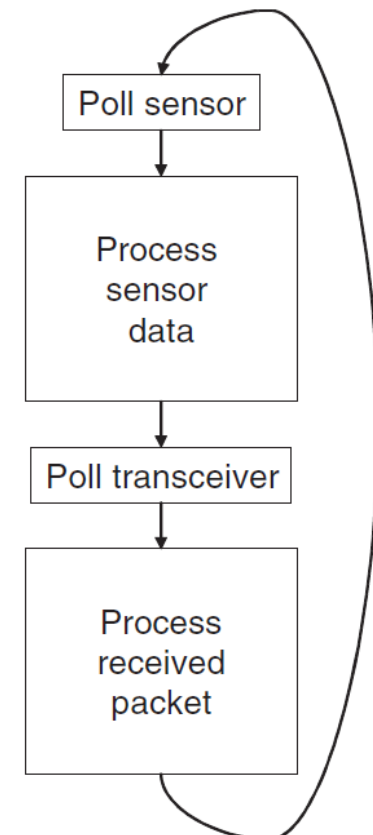 Poll sensor
Process
sensor
data
Poll transceiver
Process
received
packet